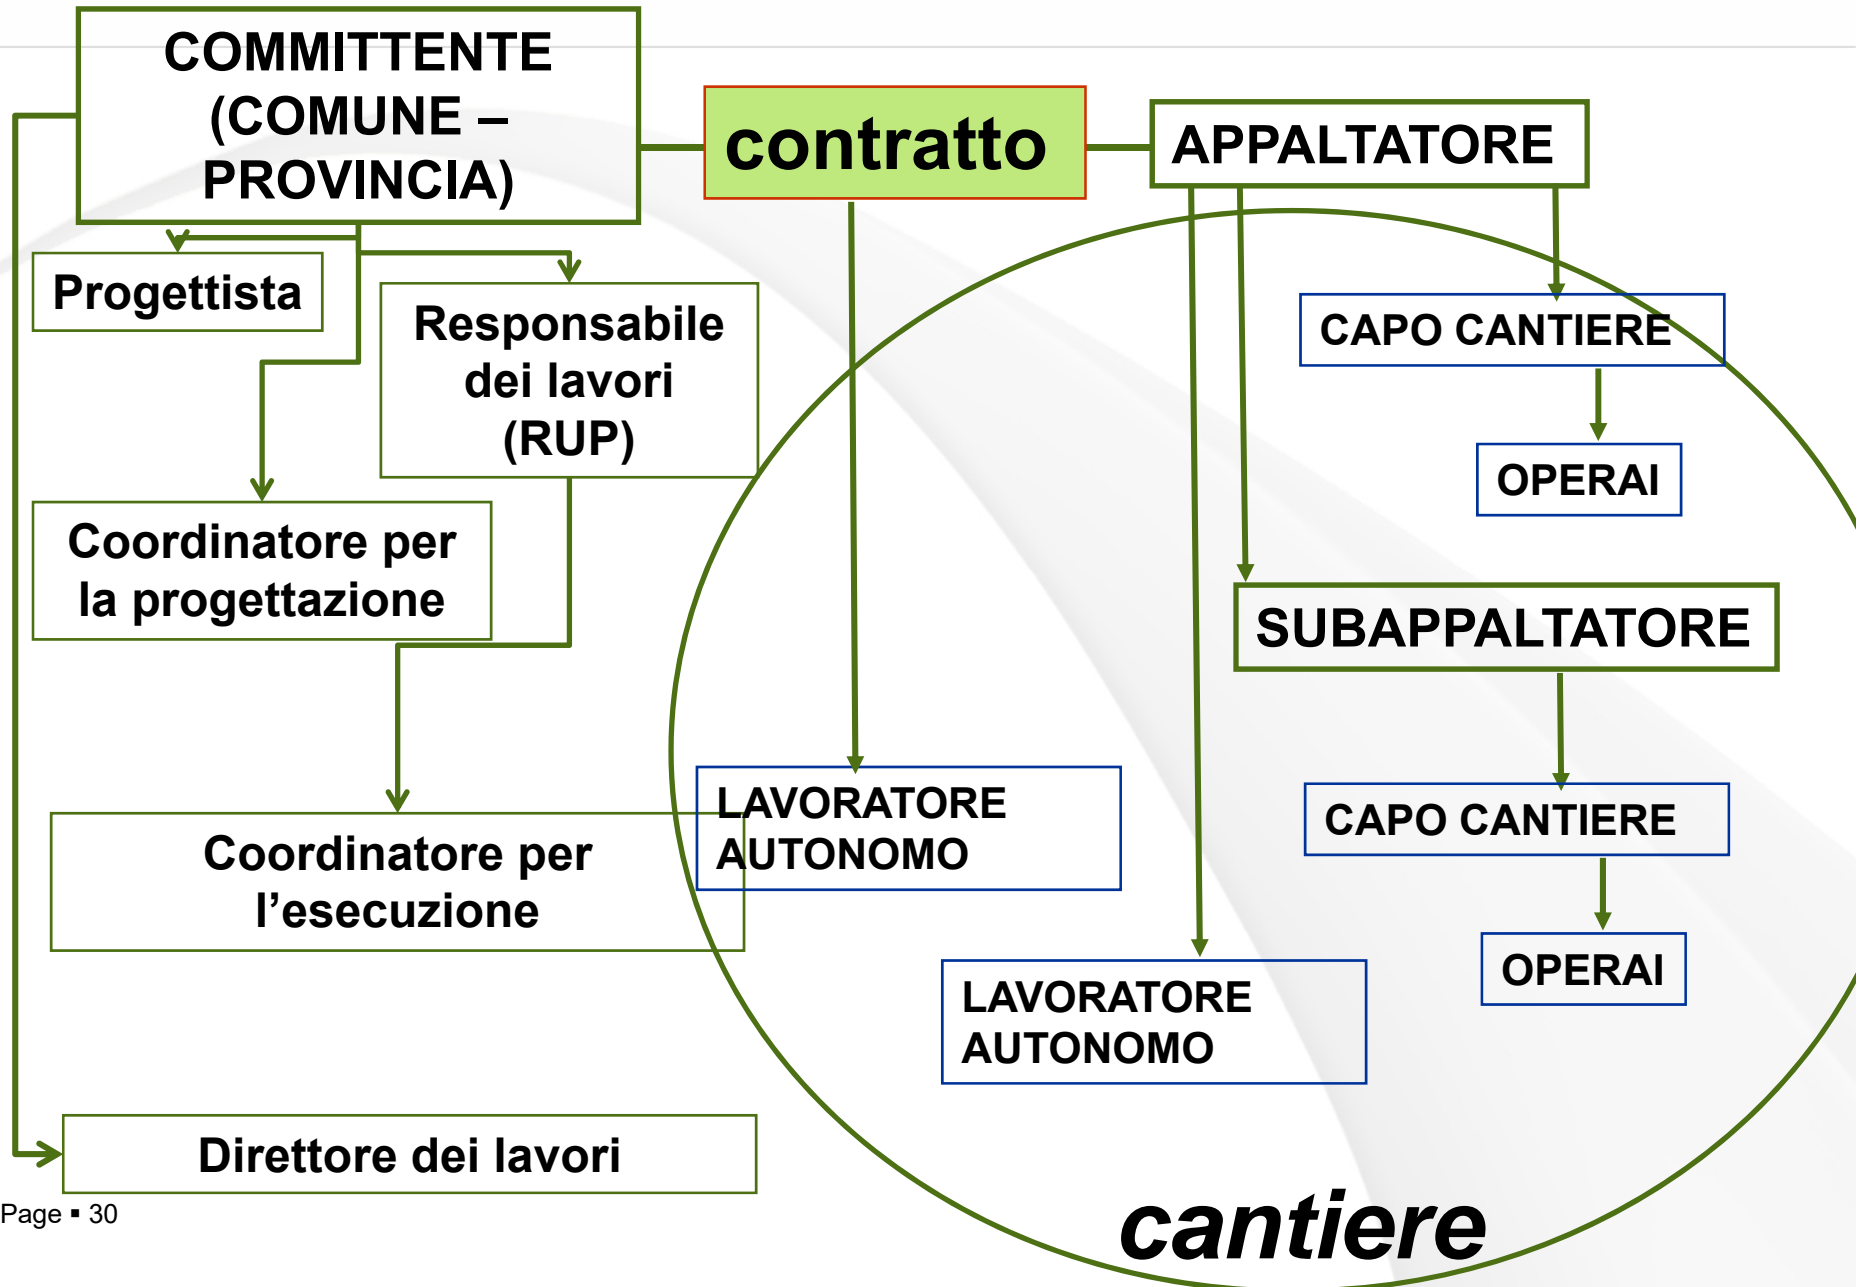 COMMITTENTE
(COMUNE –
PROVINCIA)
contratto
APPALTATORE
Progettista
Responsabile
dei lavori
(RUP)
CAPO CANTIERE
OPERAI
Coordinatore per
la progettazione
SUBAPPALTATORE
LAVORATORE
AUTONOMO
CAPO CANTIERE
Coordinatore per
l’esecuzione
OPERAI
LAVORATORE
AUTONOMO
Direttore dei lavori
cantiere
Page ▪ 30